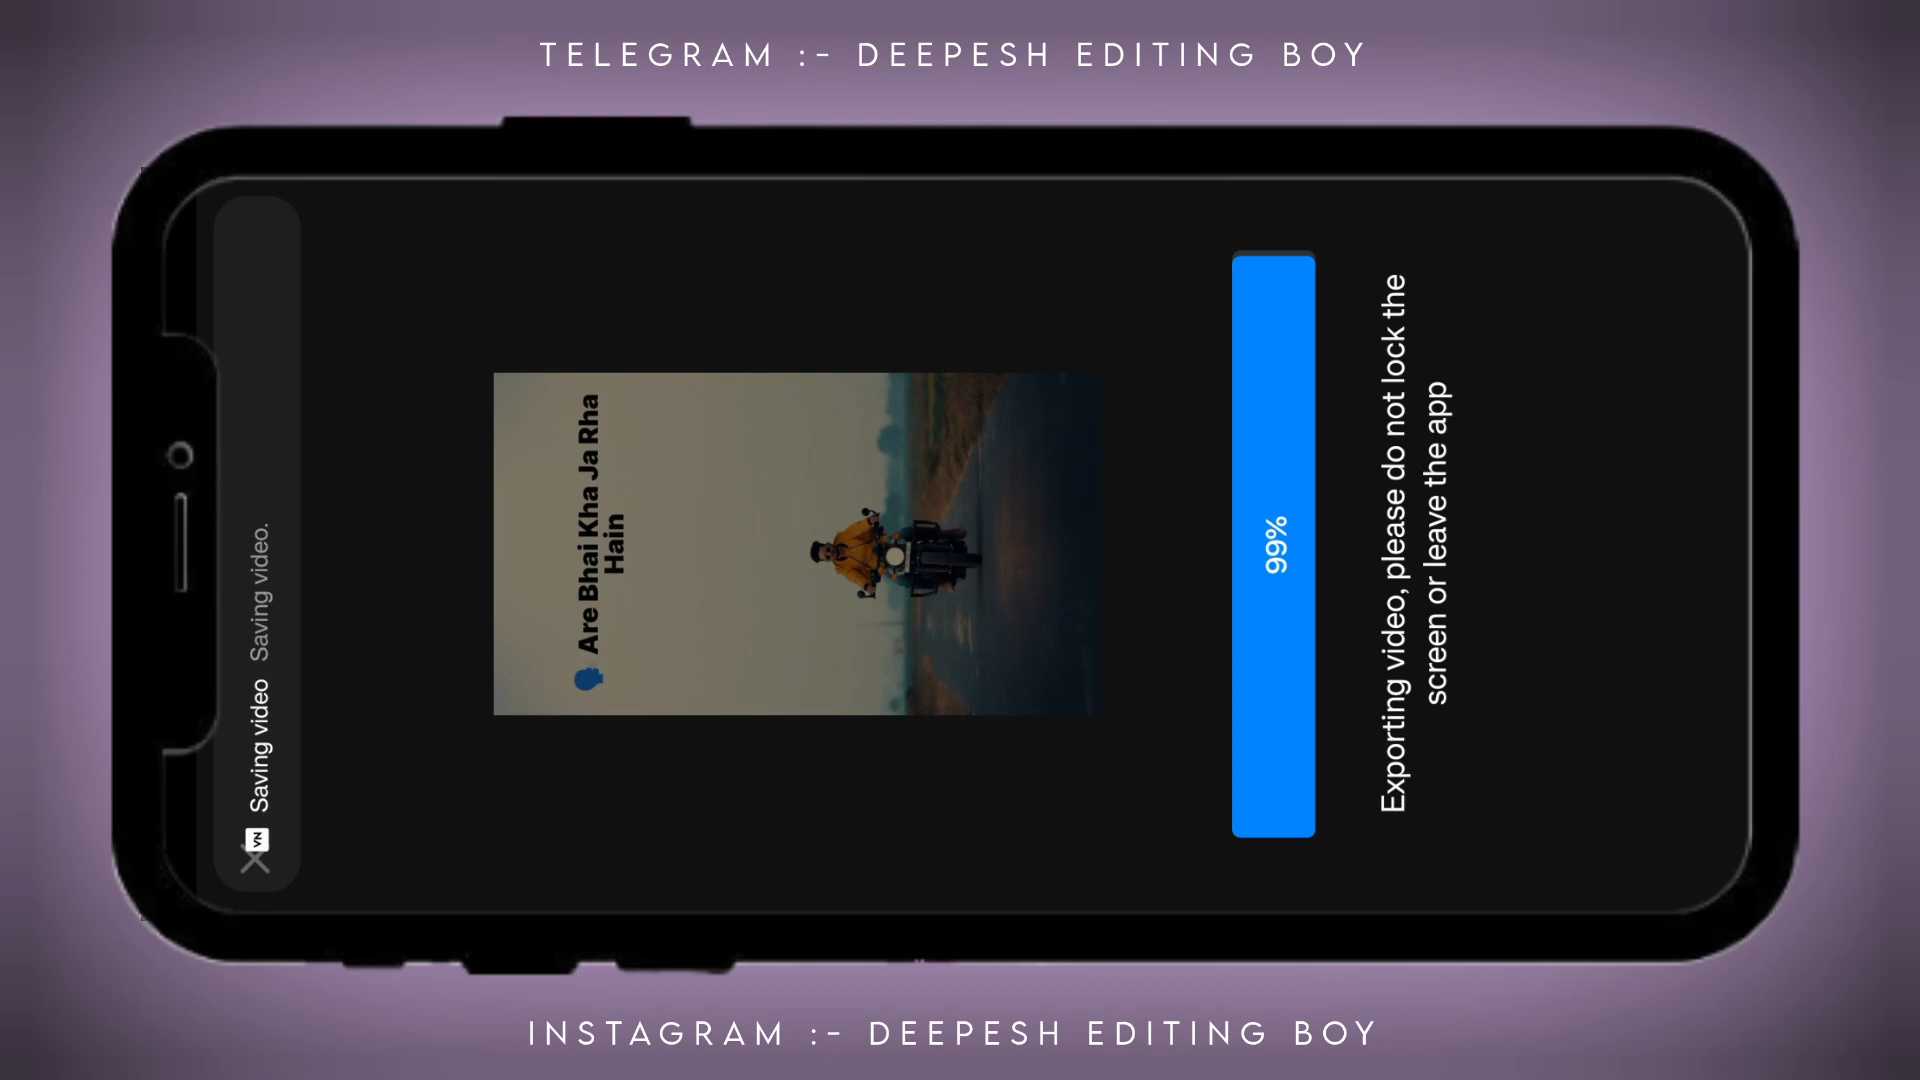 TELEGRAM :- DEEPESH EDITING BOY
VN Saving video Saving video.
🗣 Are Bhai Kha Ja Rha
Hain
99%
Exporting video, please do not lock the
screen or leave the app
INSTAGRAM :- DEEPESH EDITING BOY